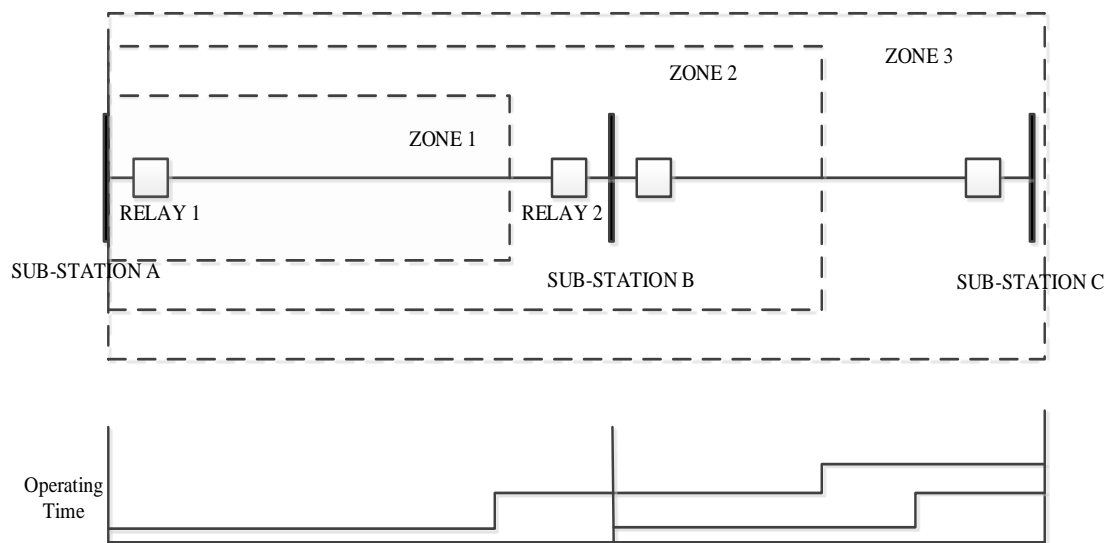 ZONE 3
ZONE 2
ZONE 1
RELAY 1
RELAY 2
SUB-STATION A
SUB-STATION B
SUB-STATION C
Operating
Time